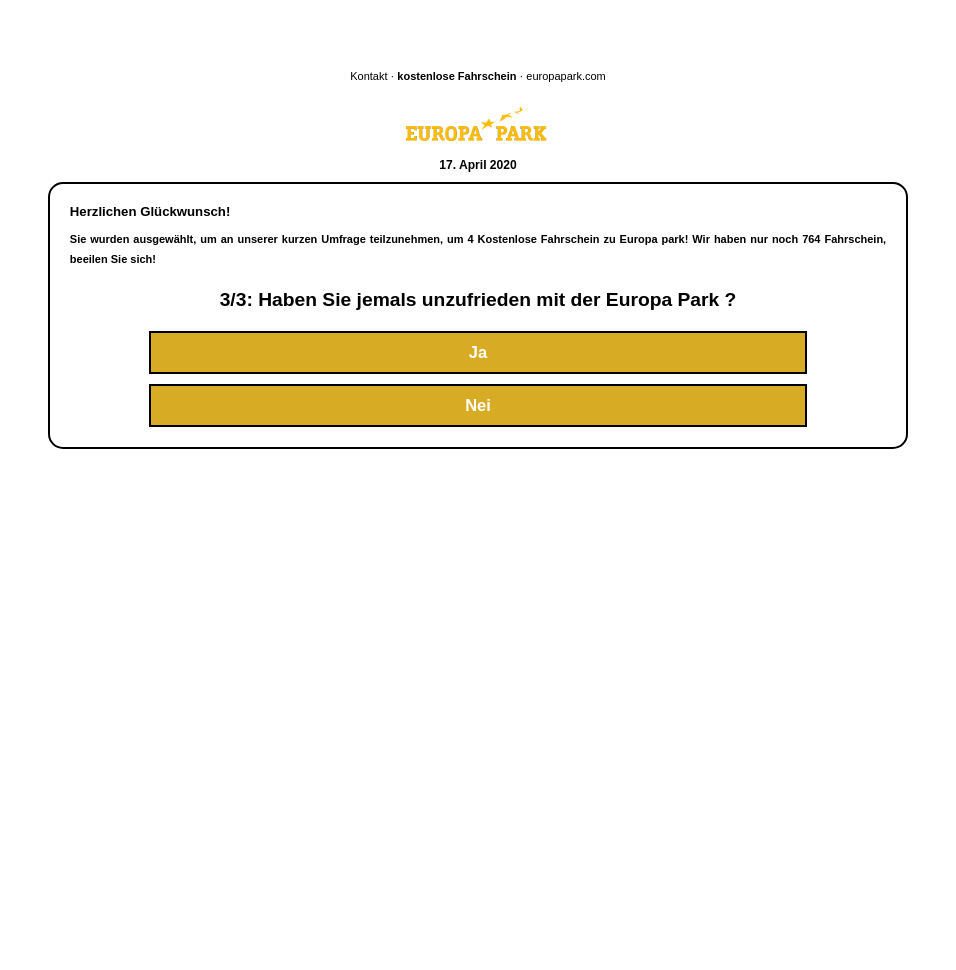 Kontakt · kostenlose Fahrschein · europapark.com
EUROPA PARK
17. April 2020
Herzlichen Glückwunsch!
Sie wurden ausgewählt, um an unserer kurzen Umfrage teilzunehmen, um 4 Kostenlose Fahrschein zu Europa park! Wir haben nur noch 764 Fahrschein,
beeilen Sie sich!
3/3: Haben Sie jemals unzufrieden mit der Europa Park ?
Ja
Nei